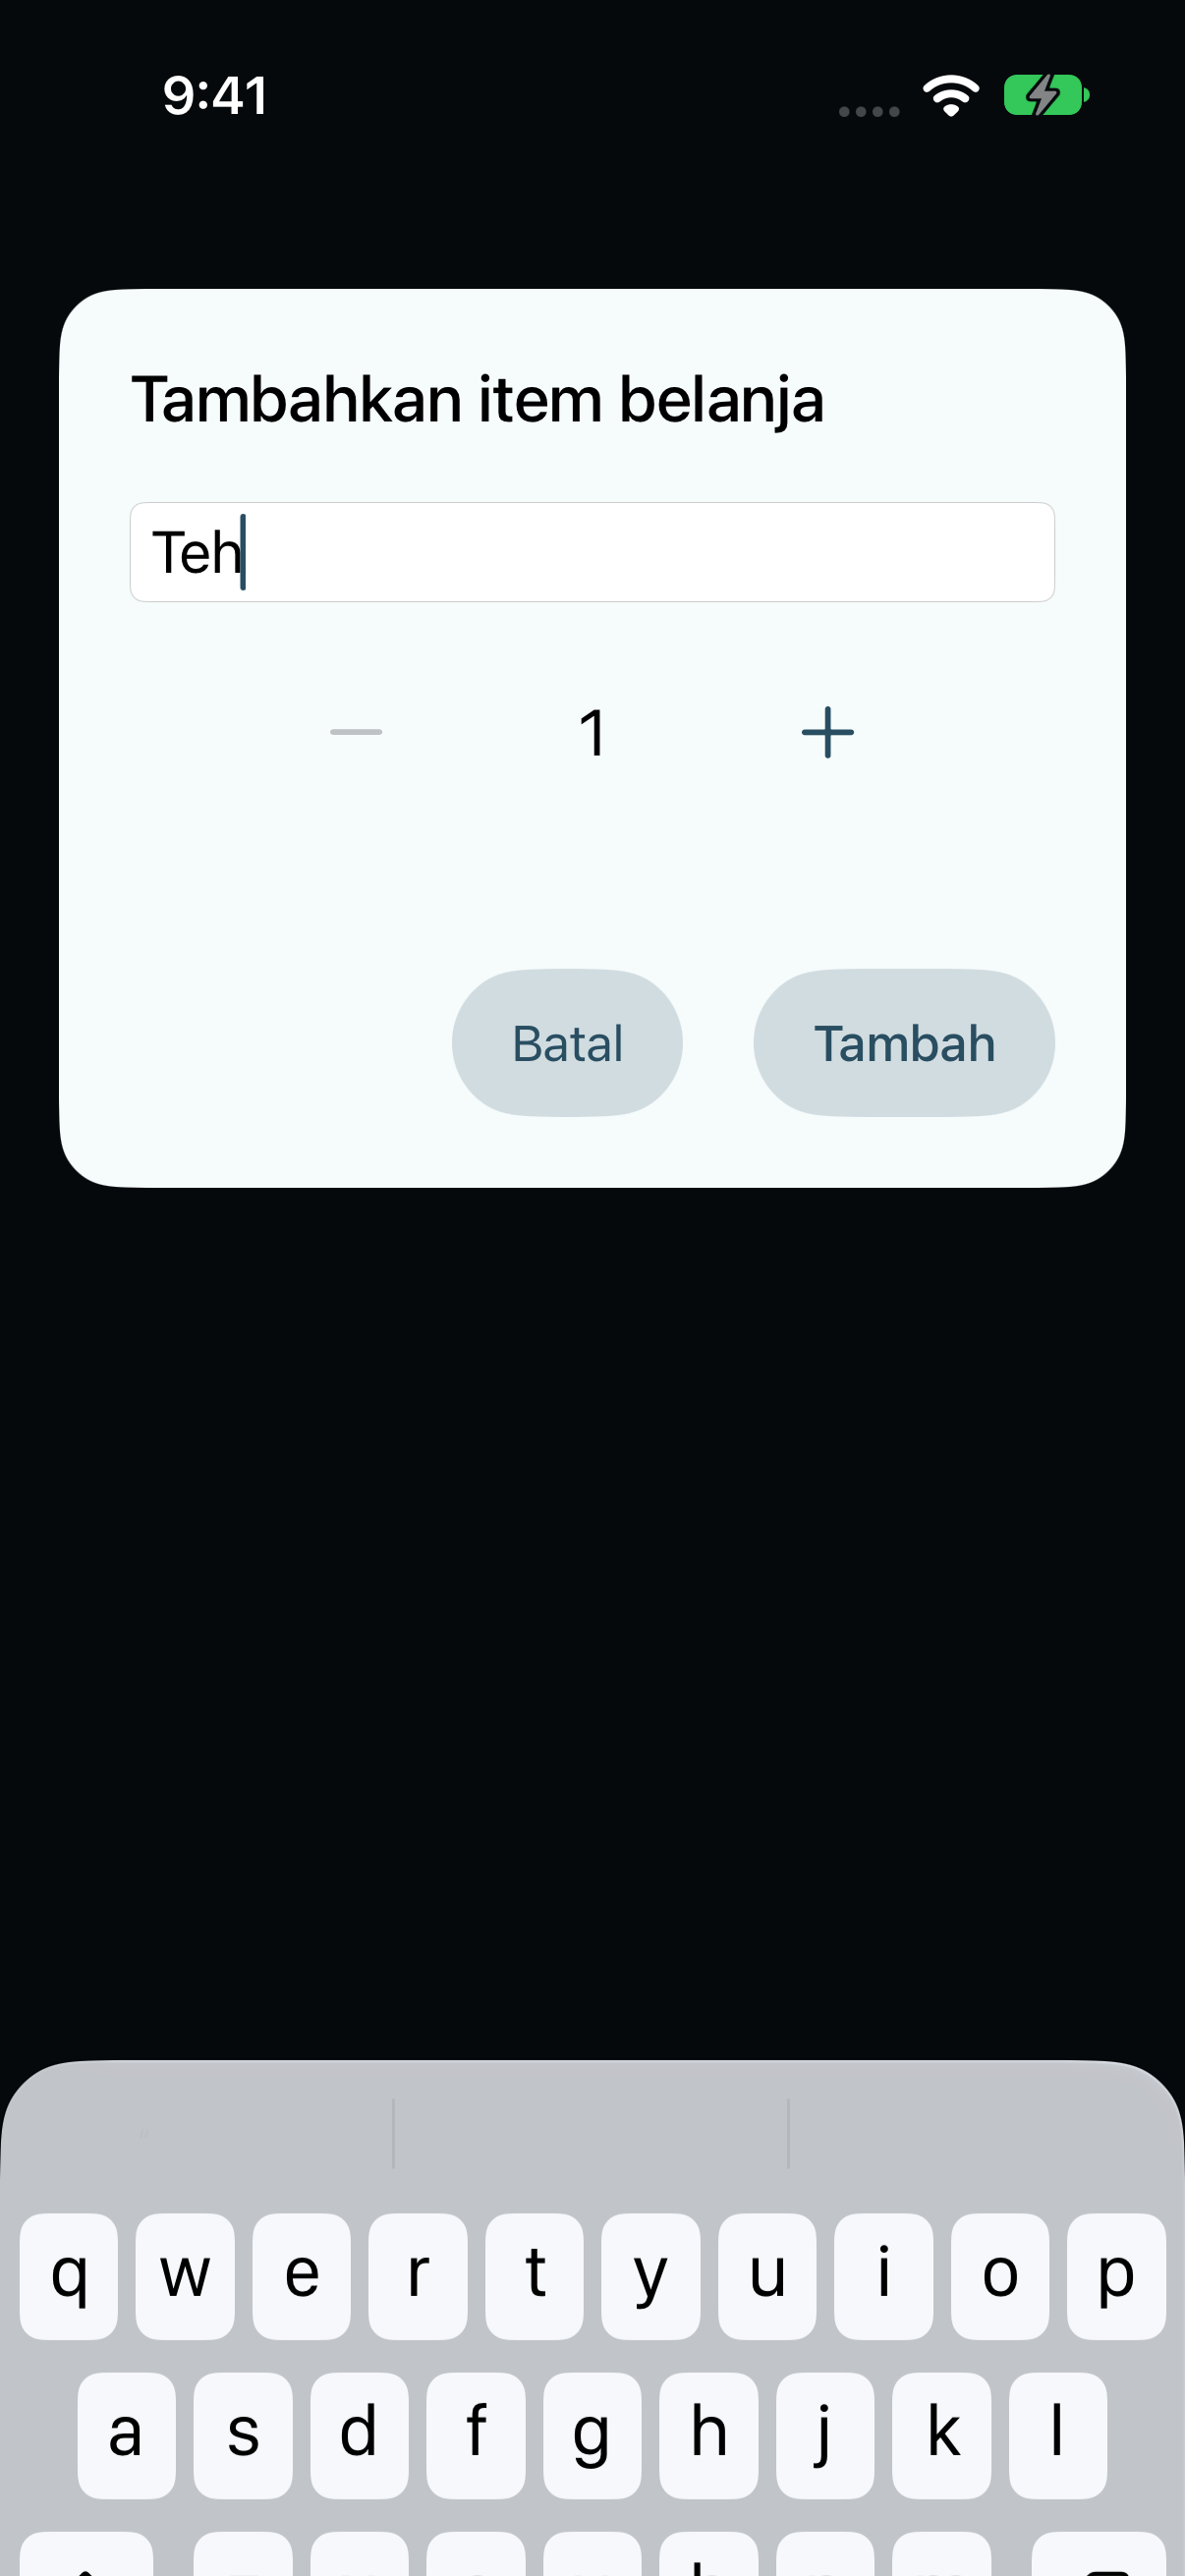 9:41
Tambahkan item belanja
Teh
1
Batal
Tambah
q w e r t y u i o p
a s d f g h j k l